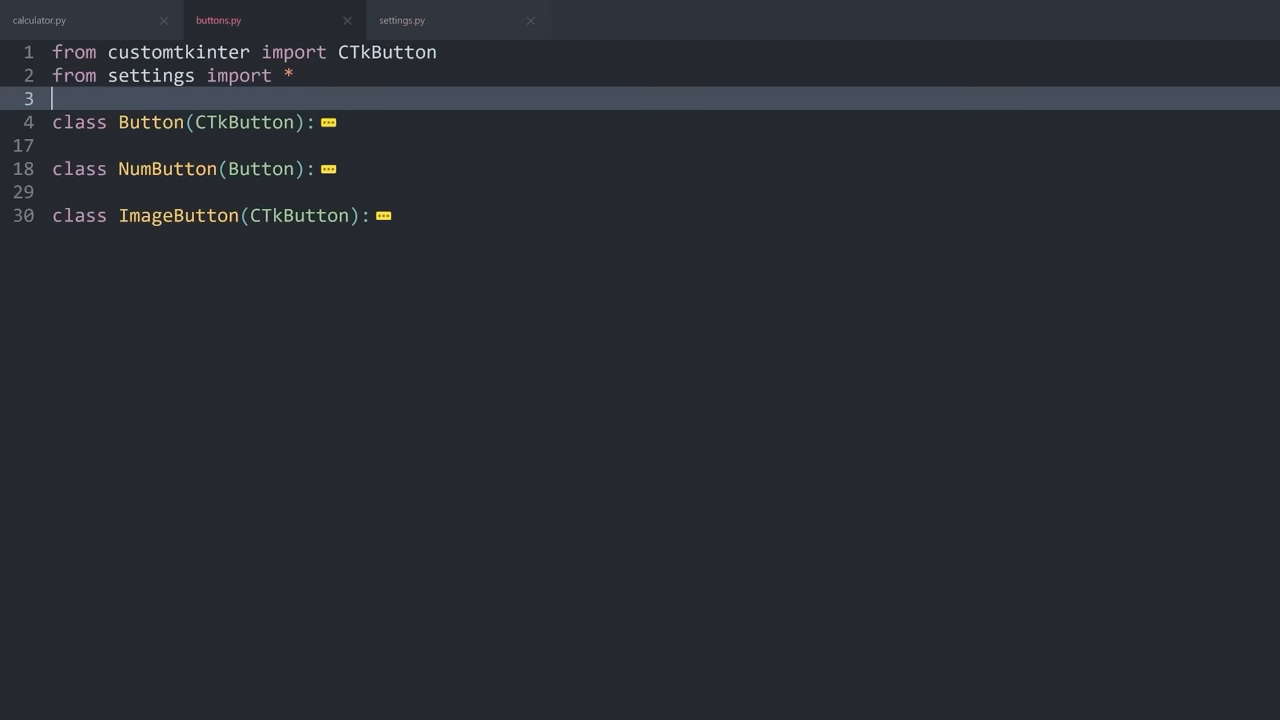 calculator.py buttons.py settings.py
1 from customtkinter import CTkButton
2 from settings import *
3
4 class Button(CTkButton):
17
18 class NumButton(Button):
29
30 class ImageButton(CTkButton):